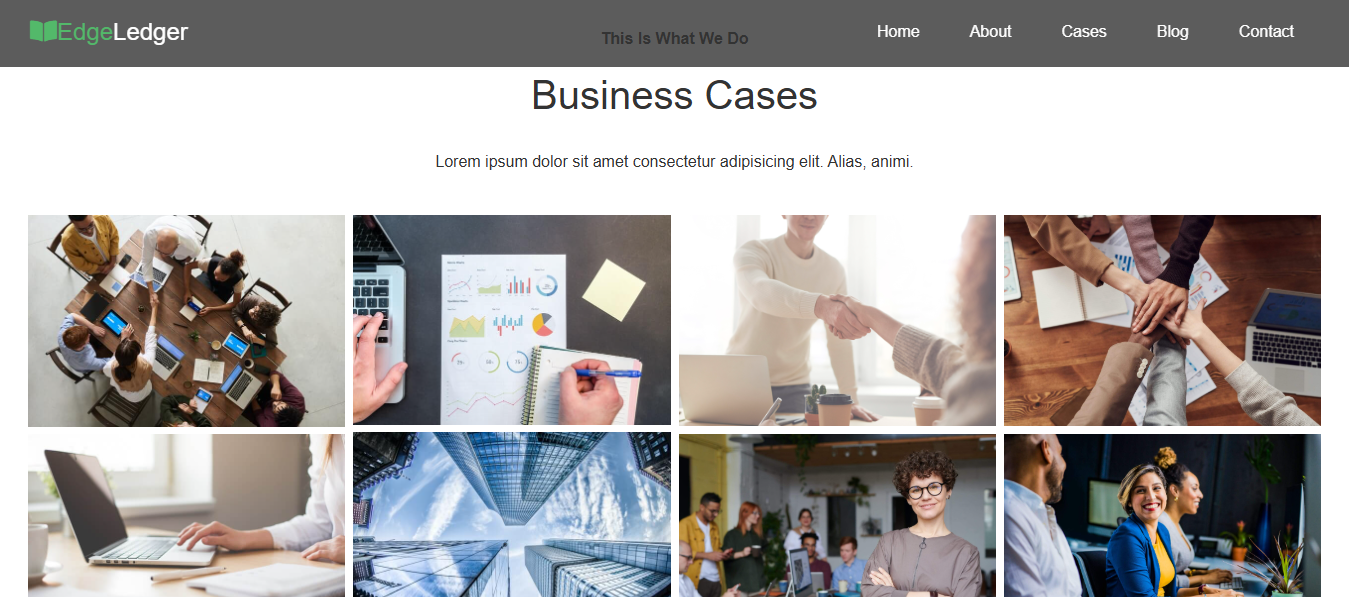 EdgeLedger
Home About Cases Blog Contact
This Is What We Do
Business Cases
Lorem ipsum dolor sit amet consectetur adipisicing elit. Alias, animi.